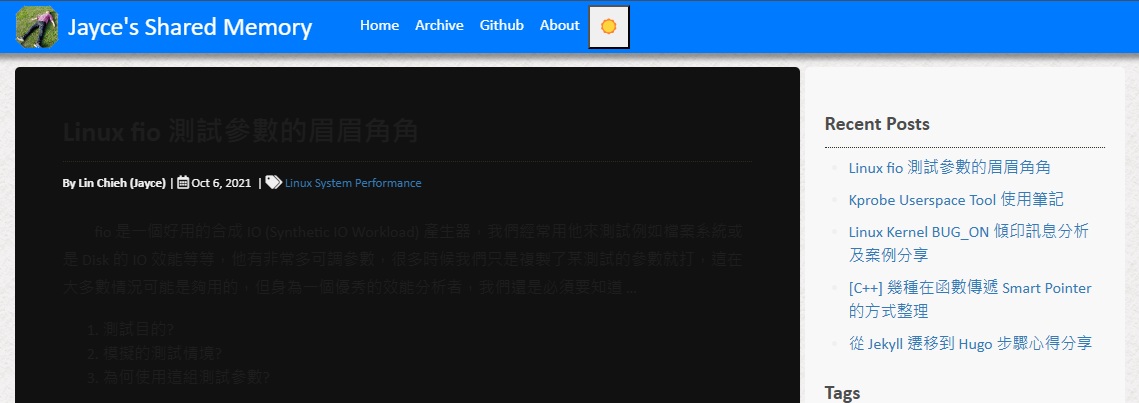 Jayce's Shared Memory
Home Archive Github About
Linux fio 測試參數的眉眉角角
By Lin Chieh (Jayce) | Oct 6, 2021 | Linux System Performance
fio 是一個好用的合成 IO (Synthetic IO Workload) 產生器，我們經常用他來測試例如檔案系統或
是 Disk 的 IO 效能等等，他有非常多可調參數，很多時候我們只是複製了某測試的參數就打，這在
大多數情況可能是夠用的，但身為一個優秀的效能分析者，我們還是必須要知道 ...
1. 測試目的?
2. 模擬的測試情境?
3. 為何使用這組測試參數?
Recent Posts
Linux fio 測試參數的眉眉角角
Kprobe Userspace Tool 使用筆記
Linux Kernel BUG_ON 傾印訊息分析
及案例分享
[C++] 幾種在函數傳遞 Smart Pointer
的方式整理
從 Jekyll 遷移到 Hugo 步驟心得分享
Tags